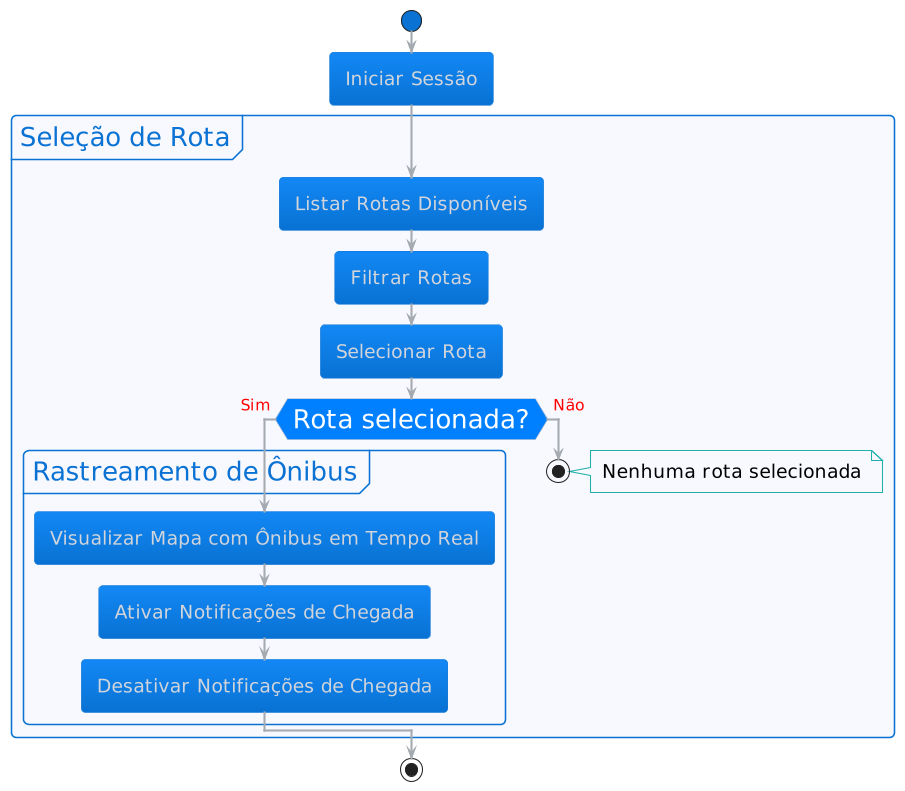 Iniciar Sessão
Seleção de Rota
Listar Rotas Disponíveis
Filtrar Rotas
Selecionar Rota
Sim
Rota selecionada?
Não
Rastreamento de Ônibus
Nenhuma rota selecionada
Visualizar Mapa com Ônibus em Tempo Real
Ativar Notificações de Chegada
Desativar Notificações de Chegada